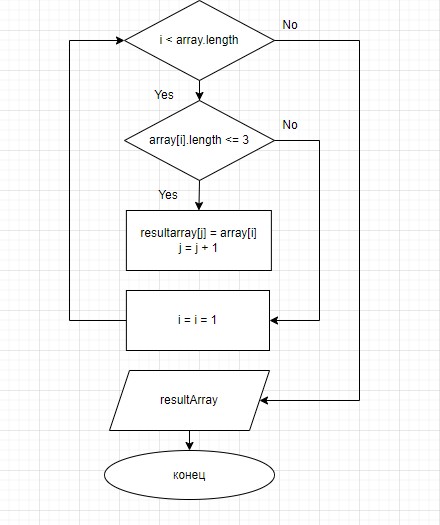 No
i < array.length
Yes
No
array[i].length <= 3
Yes
resultarray[j] = array[i]
j = j + 1
i = i = 1
resultArray
конец